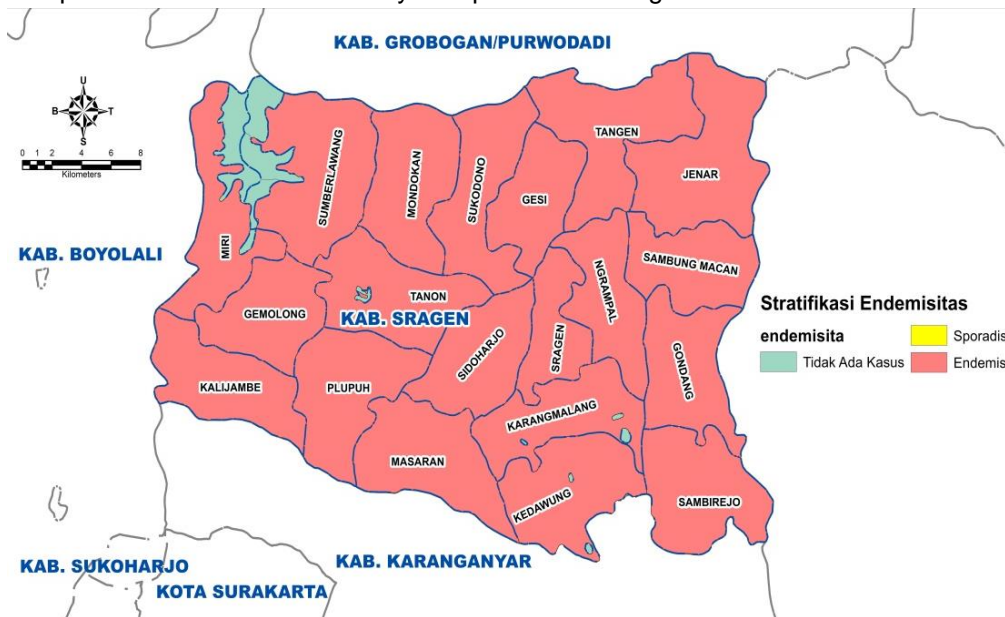 KAB. GROBOGAN/PURWODADI
U
B T
S
0 1 2 4 6 8
Kilometers
TANGEN
JENAR
SUMBERLAWANG
MONDOKAN
SUKODONO
GESI
MIRI
NGRAMPAL
SAMBUNG MACAN
KAB. BOYOLALI
TANON
GEMOLONG
KAB. SRAGEN
SIDOHARJO
SRAGEN
GONDANG
Stratifikasi Endemisitas
endemisita
Sporadis
Tidak Ada Kasus
Endemis
KALIJAMBE
PLUPUH
KARANGMALANG
MASARAN
KEDAWUNG
SAMBIREJO
KAB. SUKOHARJO
KAB. KARANGANYAR
KOTA SURAKARTA